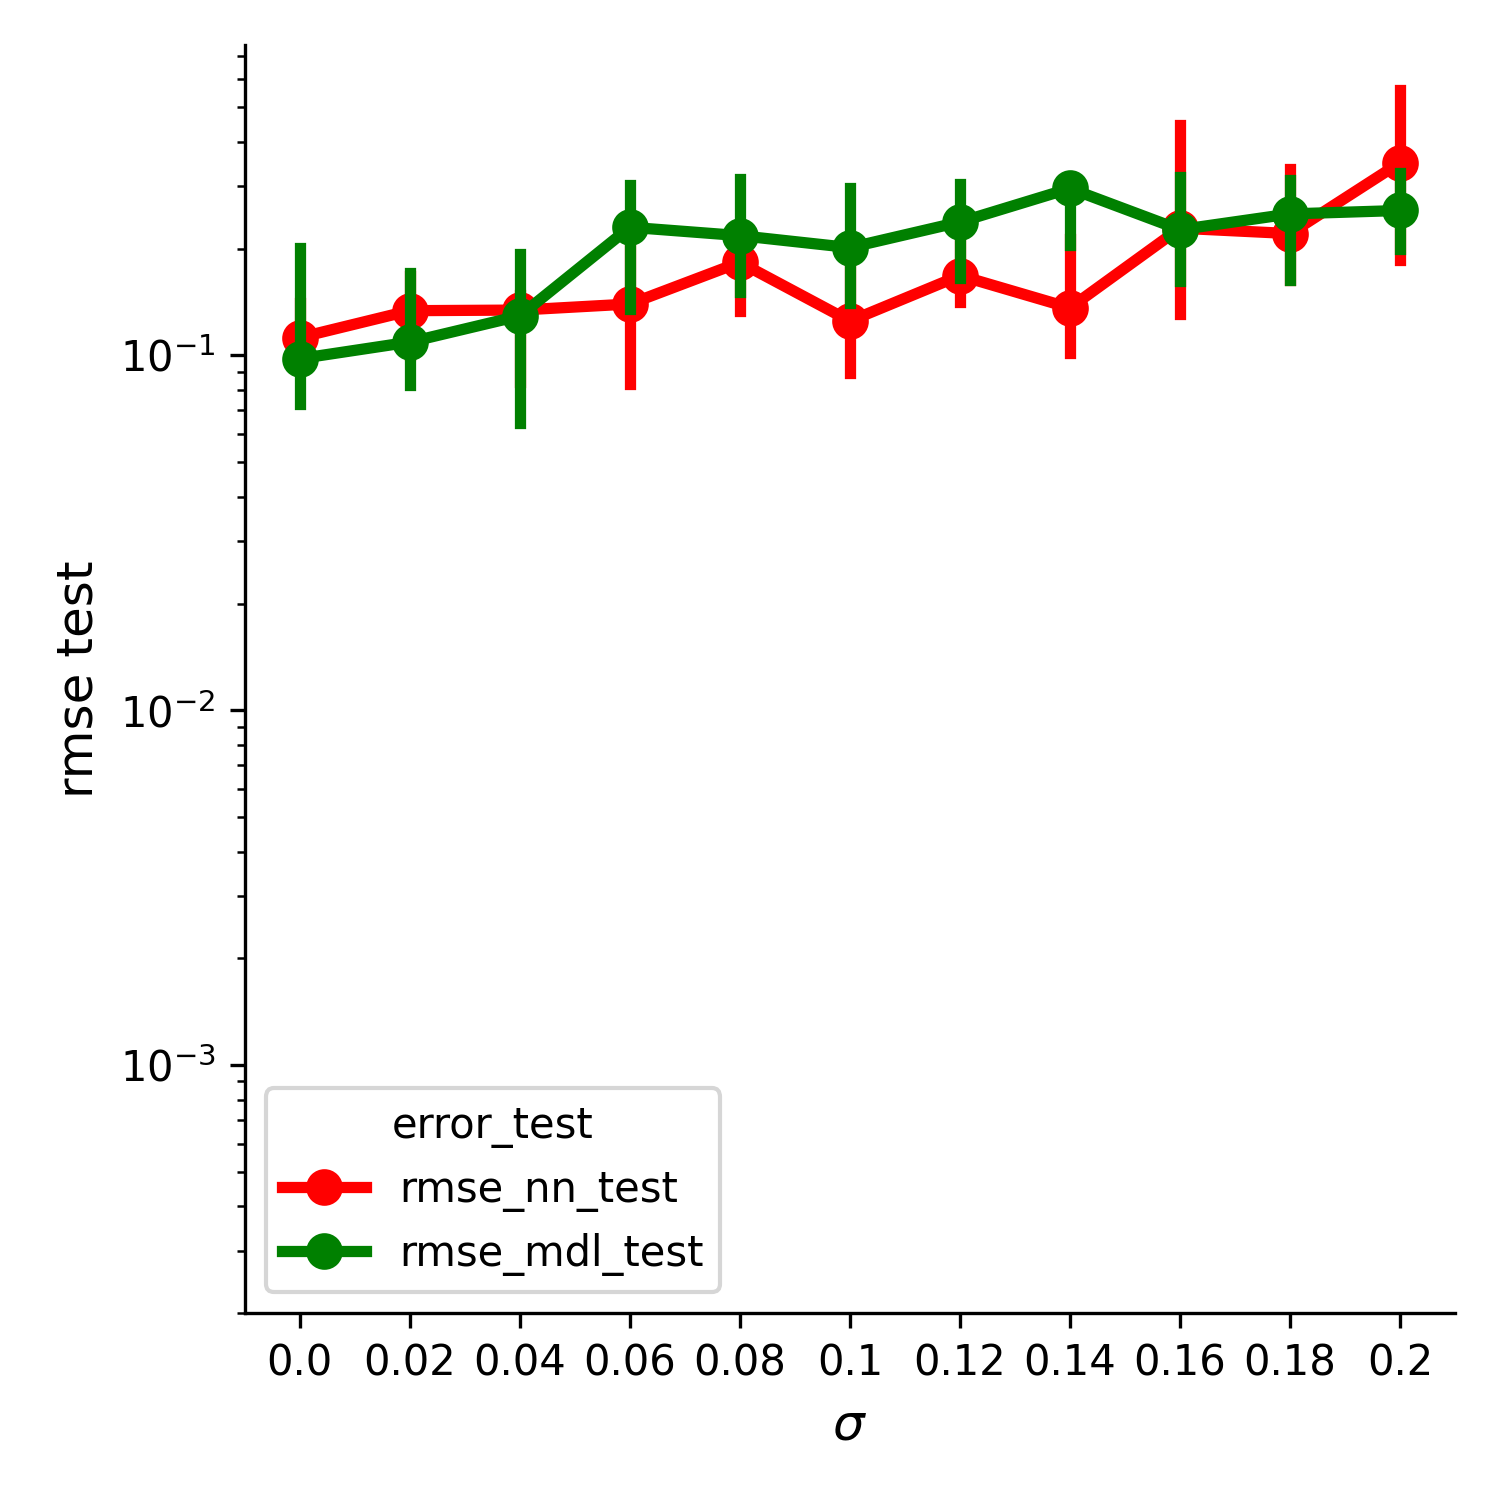 rmse test
10⁻¹
10⁻²
10⁻³
error_test
rmse_nn_test
rmse_mdl_test
0.0 0.02 0.04 0.06 0.08 0.1 0.12 0.14 0.16 0.18 0.2
σ